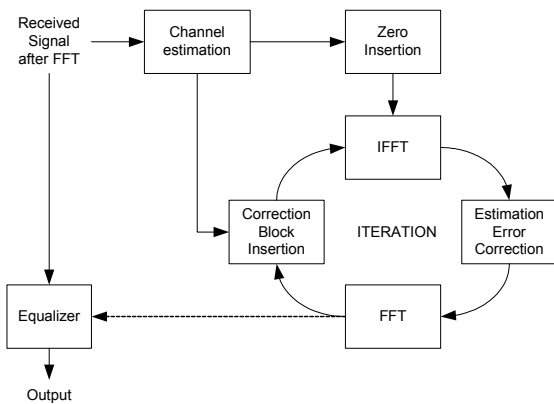 Received
Signal
after FFT
Channel
estimation
Zero
Insertion
IFFT
Correction
Block
Insertion
ITERATION
Estimation
Error
Correction
Equalizer
FFT
Output